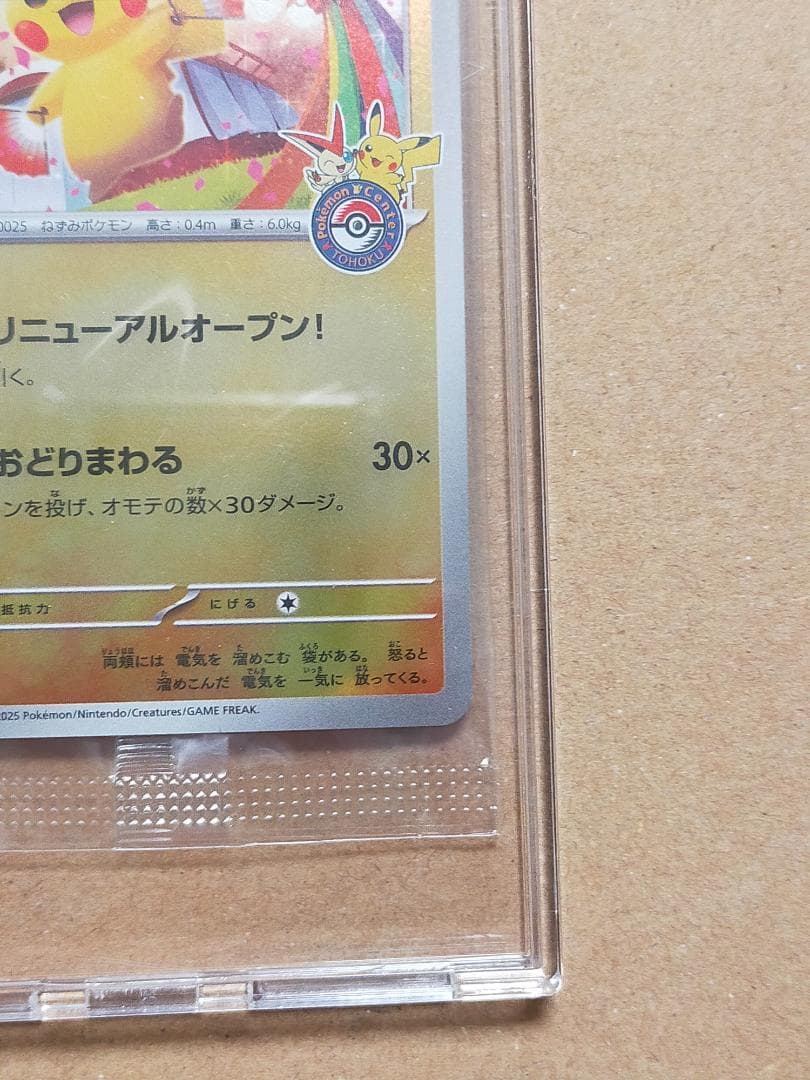 Pokémon Center
TOHOKU
0025 ねずみポケモン 高さ：0.4m 重さ：6.0kg
リニューアルオープン!
引く。
おどりまわる 30×
ンを投げ、オモテの数×30ダメージ。
抵抗力 にげる
両頬には 電気を 溜めこむ 袋がある。 怒ると
溜めこんだ 電気を 一気に 放ってくる。
2025 Pokémon/Nintendo/Creatures/GAME FREAK.